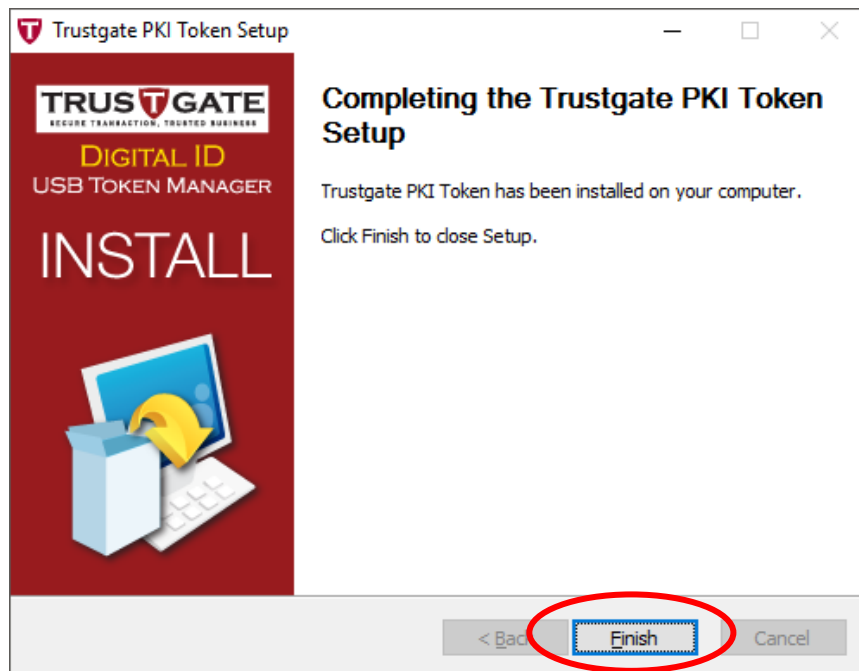 Trustgate PKI Token Setup
TRUSTGATE
SECURE TRANSACTION, TRUSTED BUSINESS
DIGITAL ID
USB TOKEN MANAGER
INSTALL
Completing the Trustgate PKI Token
Setup
Trustgate PKI Token has been installed on your computer.
Click Finish to close Setup.
< Back
Finish
Cancel